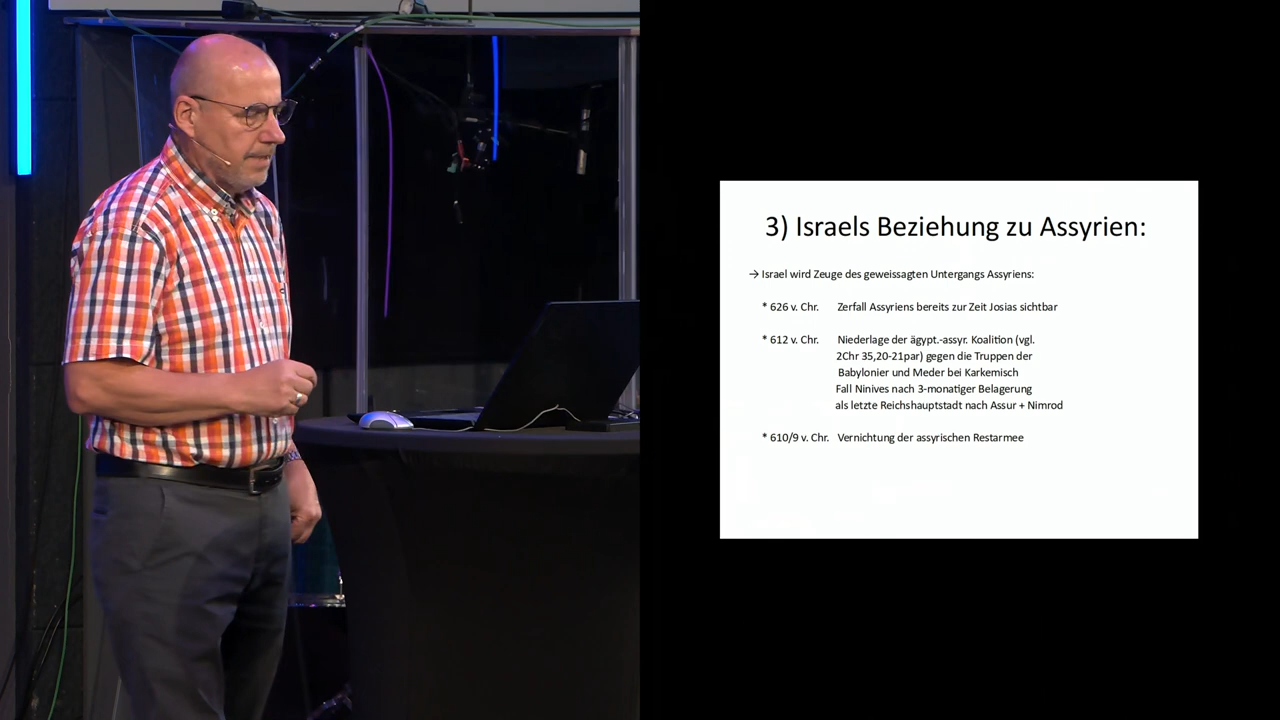 3) Israels Beziehung zu Assyrien:
→ Israel wird Zeuge des geweissagten Untergangs Assyriens:
* 626 v. Chr. Zerfall Assyriens bereits zur Zeit Josias sichtbar
* 612 v. Chr. Niederlage der ägypt.-assyr. Koalition (vgl.
2Chr 35,20-21par) gegen die Truppen der
Babylonier und Meder bei Karkemisch
Fall Ninives nach 3-monatiger Belagerung
als letzte Reichshauptstadt nach Assur + Nimrod
* 610/9 v. Chr. Vernichtung der assyrischen Restarmee